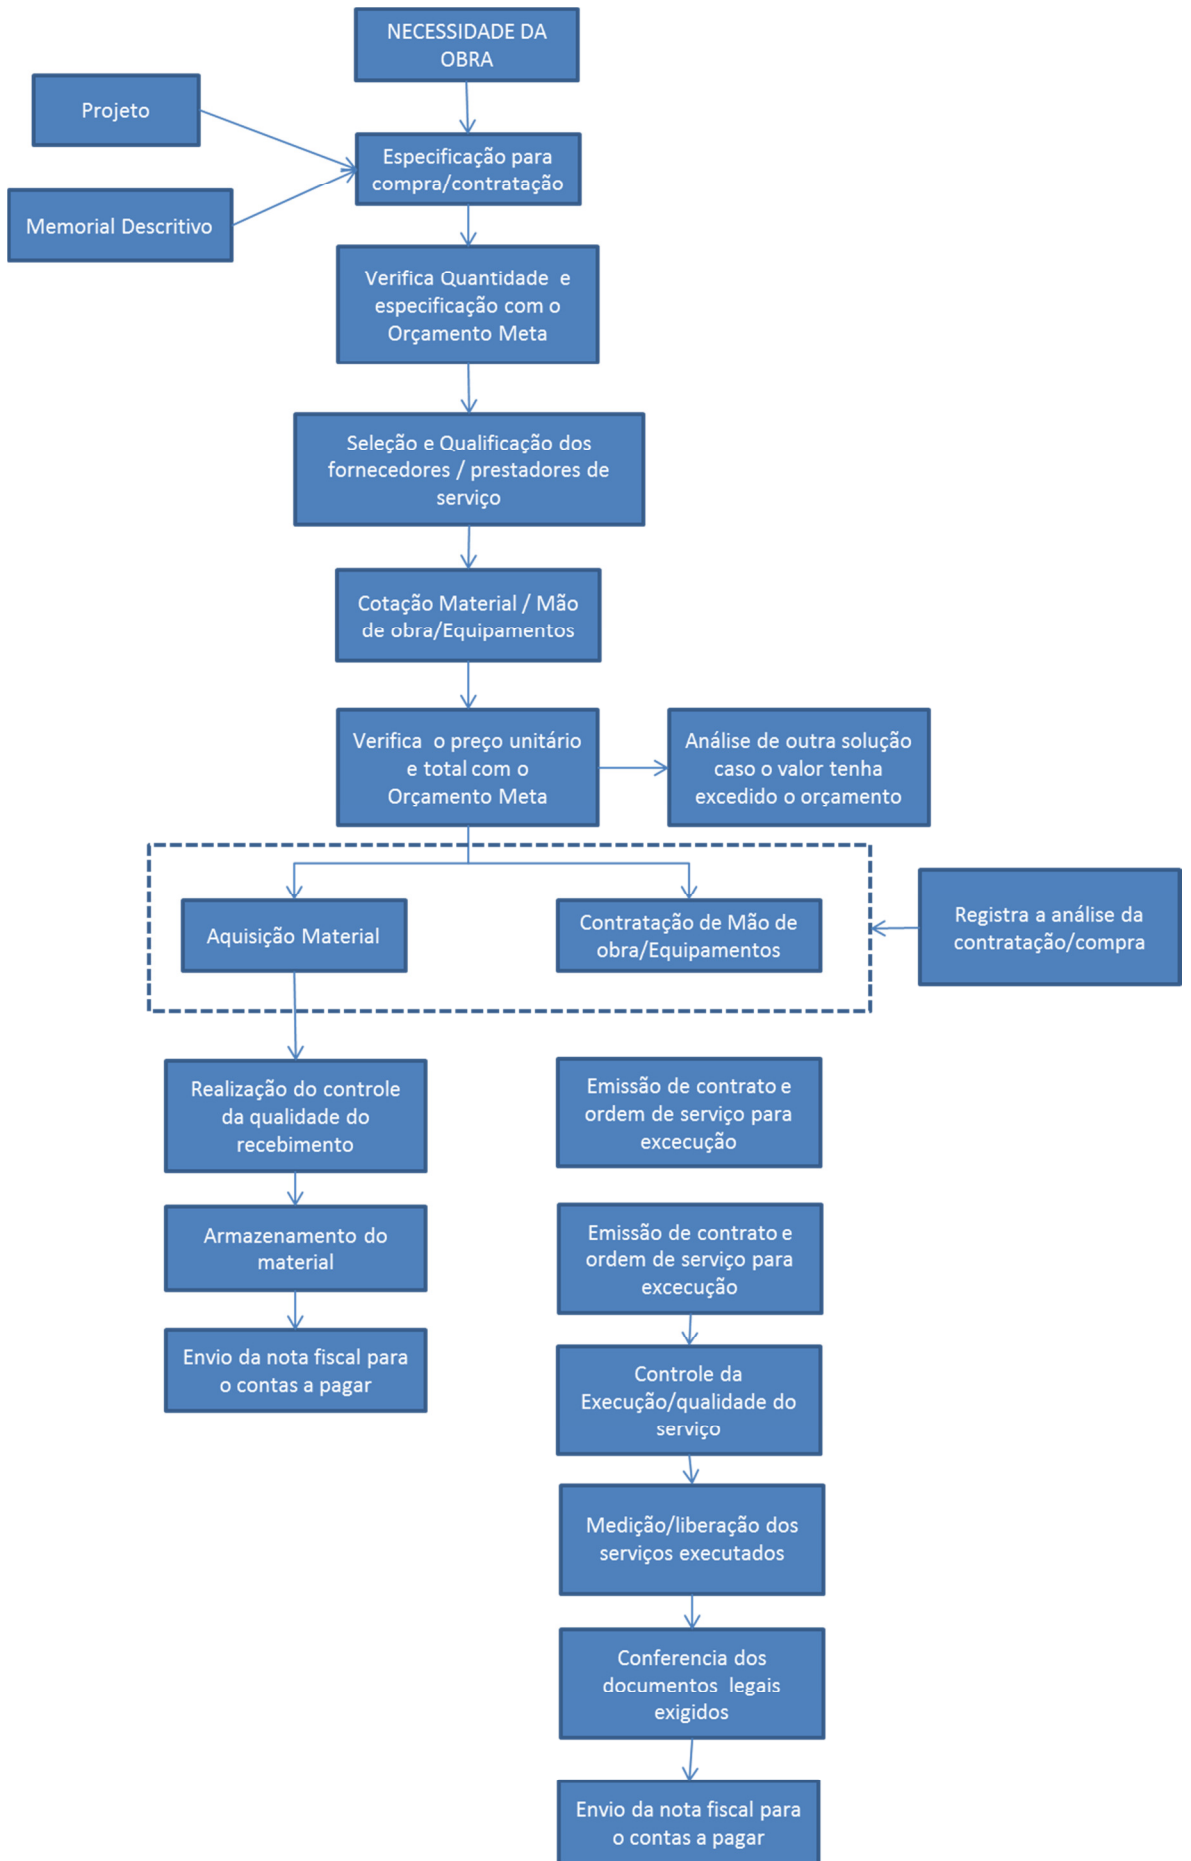 NECESSIDADE DA
OBRA
Projeto
Especificação para
compra/contratação
Memorial Descritivo
Verifica Quantidade e
especificação com o
Orçamento Meta
Seleção e Qualificação dos
fornecedores / prestadores de
serviço
Cotação Material / Mão
de obra/Equipamentos
Verifica o preço unitário
e total com o
Orçamento Meta
Análise de outra solução
caso o valor tenha
excedido o orçamento
Aquisição Material
Contratação de Mão de
obra/Equipamentos
Registra a análise da
contratação/compra
Realização do controle
da qualidade do
recebimento
Emissão de contrato e
ordem de serviço para
excecução
Armazenamento do
material
Emissão de contrato e
ordem de serviço para
excecução
Envio da nota fiscal para
o contas a pagar
Controle da
Execução/qualidade do
serviço
Medição/liberação dos
serviços executados
Conferencia dos
documentos legais
exigidos
Envio da nota fiscal para
o contas a pagar